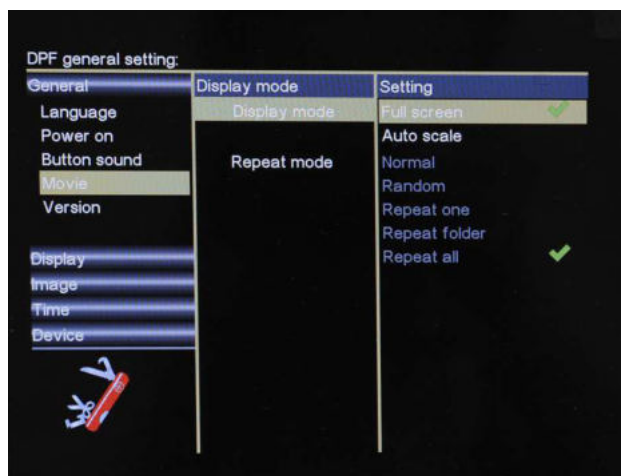 DPF general setting:
General
Language
Power on
Button sound
Movie
Version
Display
Image
Time
Device
Display mode
Display mode
Repeat mode
Setting
Full screen
Auto scale
Normal
Random
Repeat one
Repeat folder
Repeat all